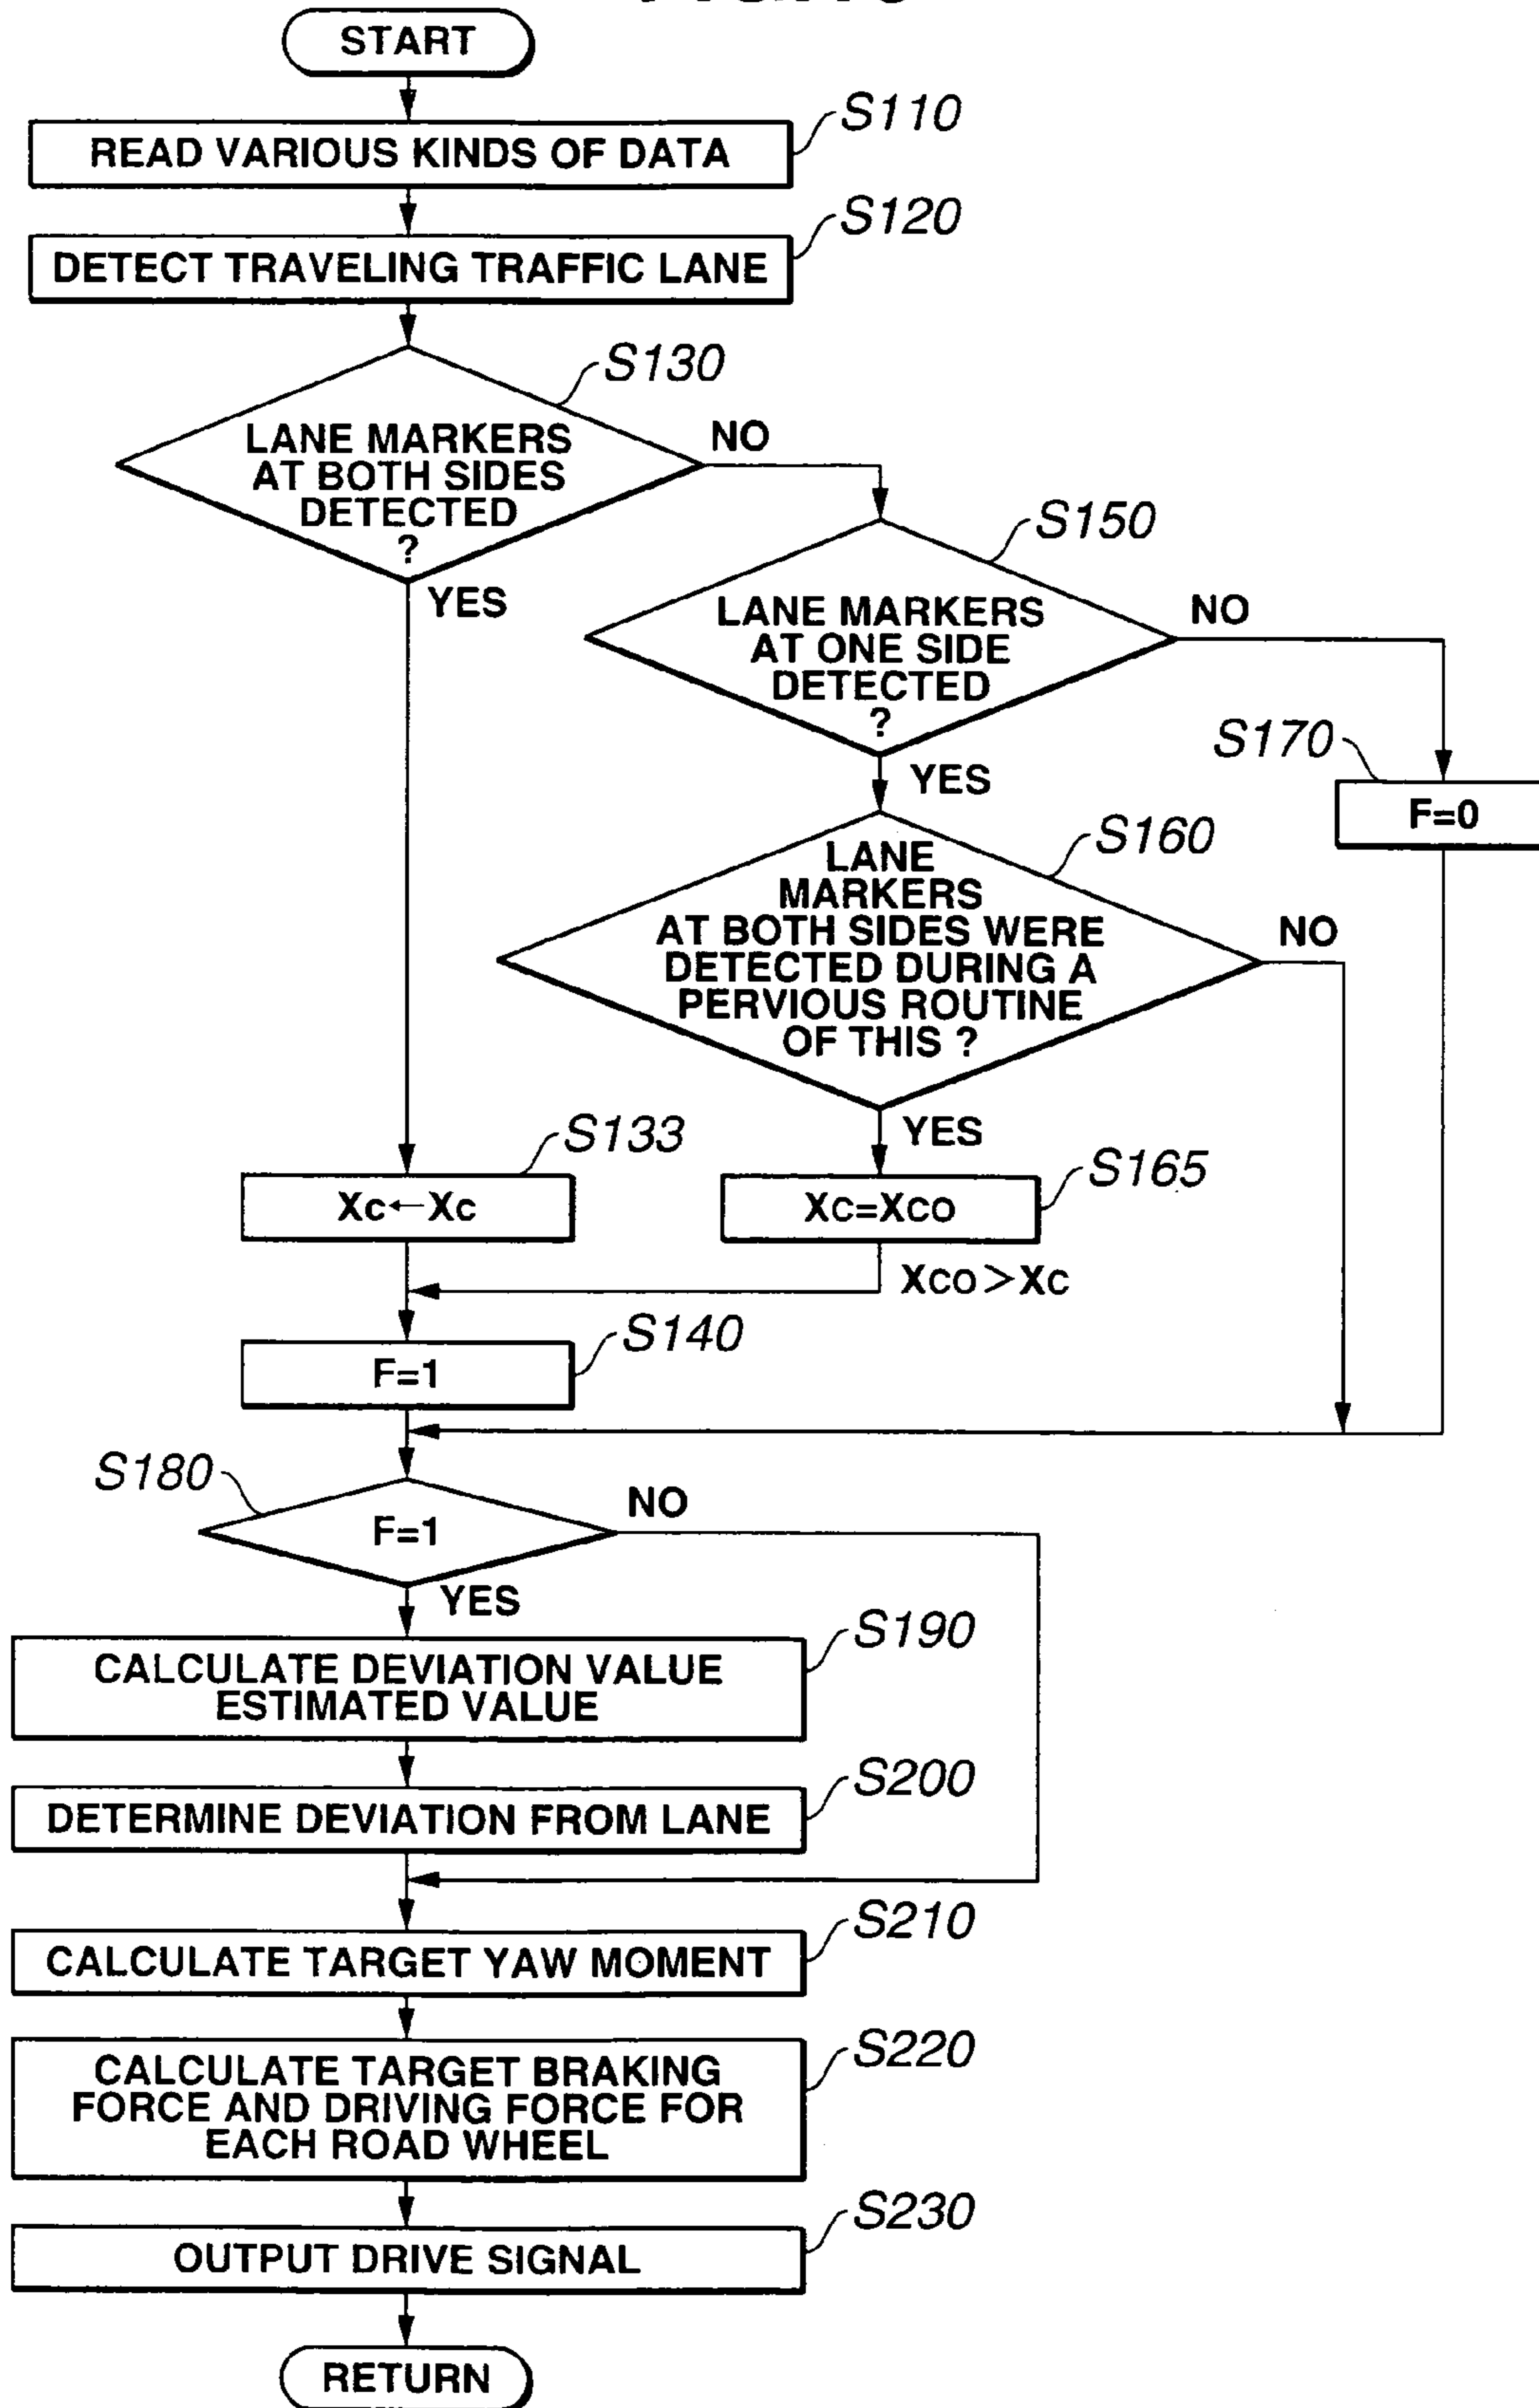 START
S110
READ VARIOUS KINDS OF DATA
S120
DETECT TRAVELING TRAFFIC LANE
S130
LANE MARKERS
AT BOTH SIDES
DETECTED
?
NO
YES
S150
LANE MARKERS
AT ONE SIDE
DETECTED
?
NO
YES
S170
F=0
S160
LANE
MARKERS
AT BOTH SIDES WERE
DETECTED DURING A
PERVIOUS ROUTINE
OF THIS ?
NO
YES
S133
Xc←Xc
S165
Xc=Xco
Xco>Xc
S140
F=1
S180
F=1
NO
YES
S190
CALCULATE DEVIATION VALUE
ESTIMATED VALUE
S200
DETERMINE DEVIATION FROM LANE
S210
CALCULATE TARGET YAW MOMENT
S220
CALCULATE TARGET BRAKING
FORCE AND DRIVING FORCE FOR
EACH ROAD WHEEL
S230
OUTPUT DRIVE SIGNAL
RETURN